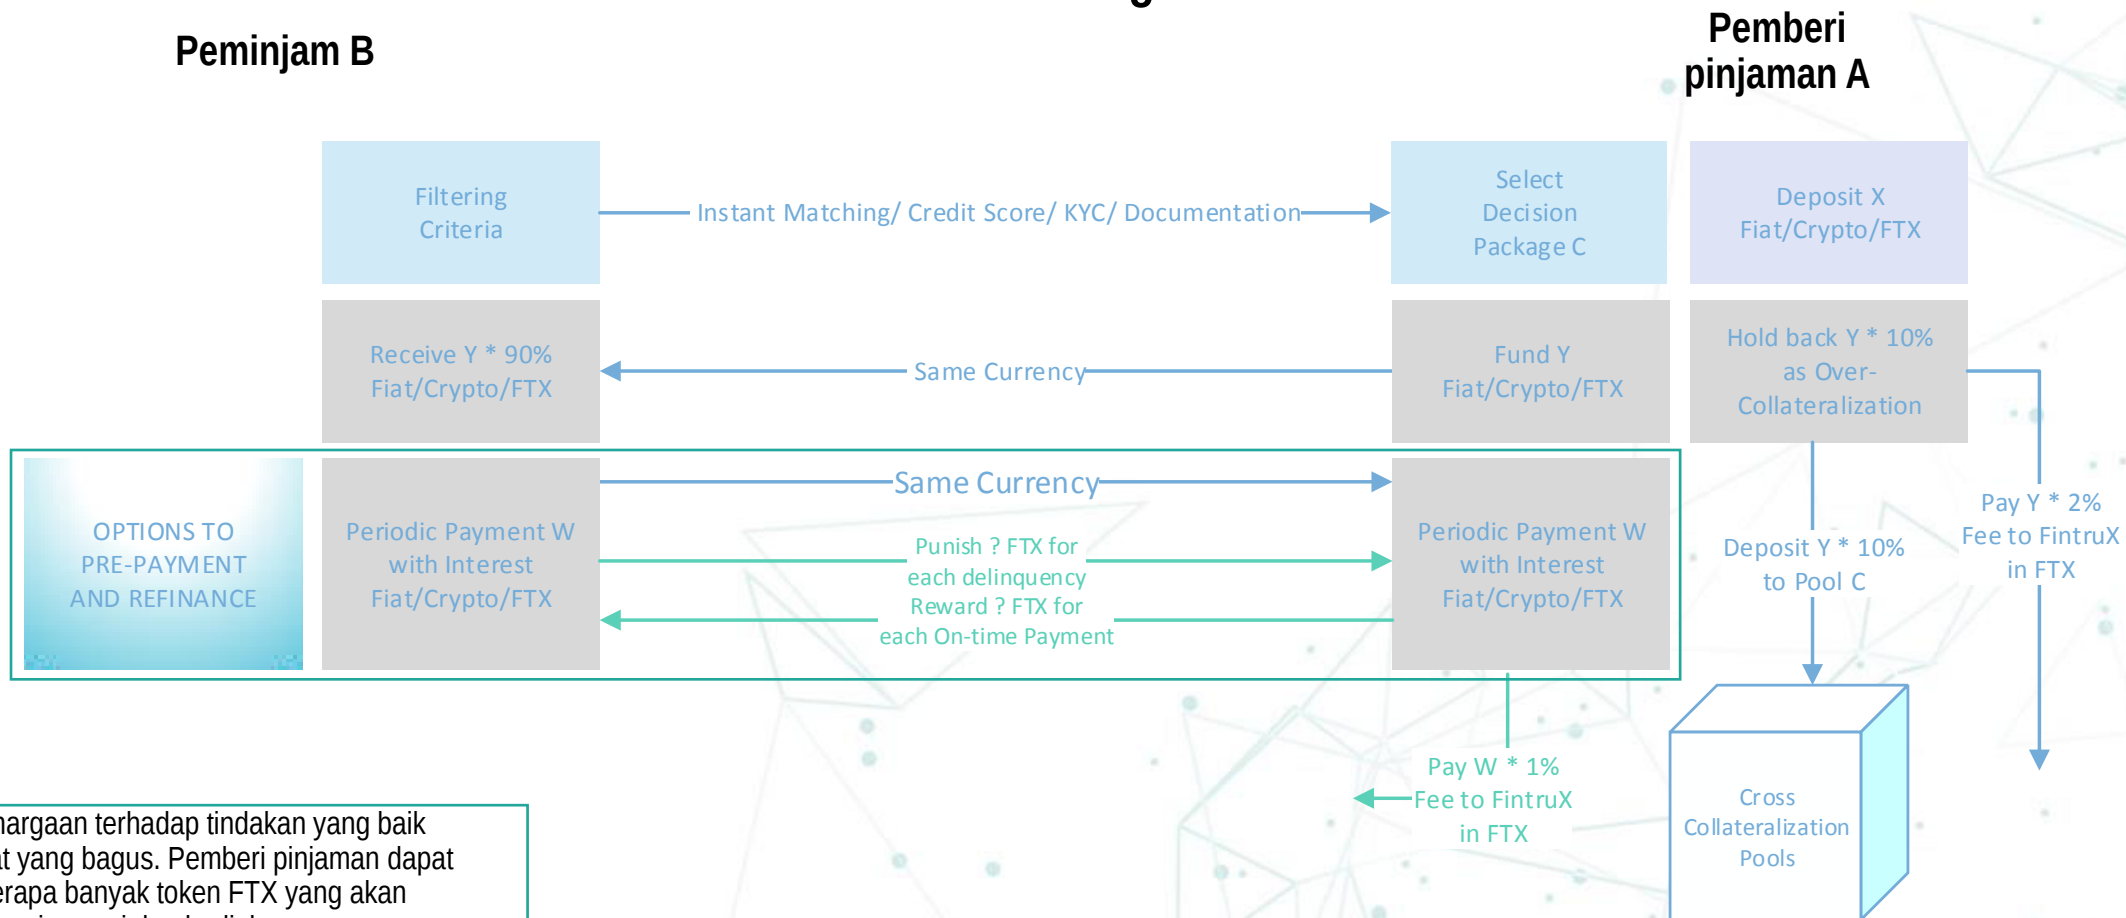 Peminjam B
Pemberi
pinjaman A
Filtering
Criteria
Instant Matching/ Credit Score/ KYC/ Documentation
Select
Decision
Package C
Deposit X
Fiat/Crypto/FTX
Receive Y * 90%
Fiat/Crypto/FTX
Same Currency
Fund Y
Fiat/Crypto/FTX
Hold back Y * 10%
as Over-
Collateralization
OPTIONS TO
PRE-PAYMENT
AND REFINANCE
Periodic Payment W
with Interest
Fiat/Crypto/FTX
Same Currency
Punish ? FTX for
each delinquency
Reward ? FTX for
each On-time Payment
Periodic Payment W
with Interest
Fiat/Crypto/FTX
Deposit Y * 10%
to Pool C
Pay Y * 2%
Fee to FintruX
in FTX
Pay W * 1%
Fee to FintruX
in FTX
Cross
Collateralization
Pools
terhadap tindakan yang baik
yang bagus. Pemberi pinjaman dapat
banyak token FTX yang akan